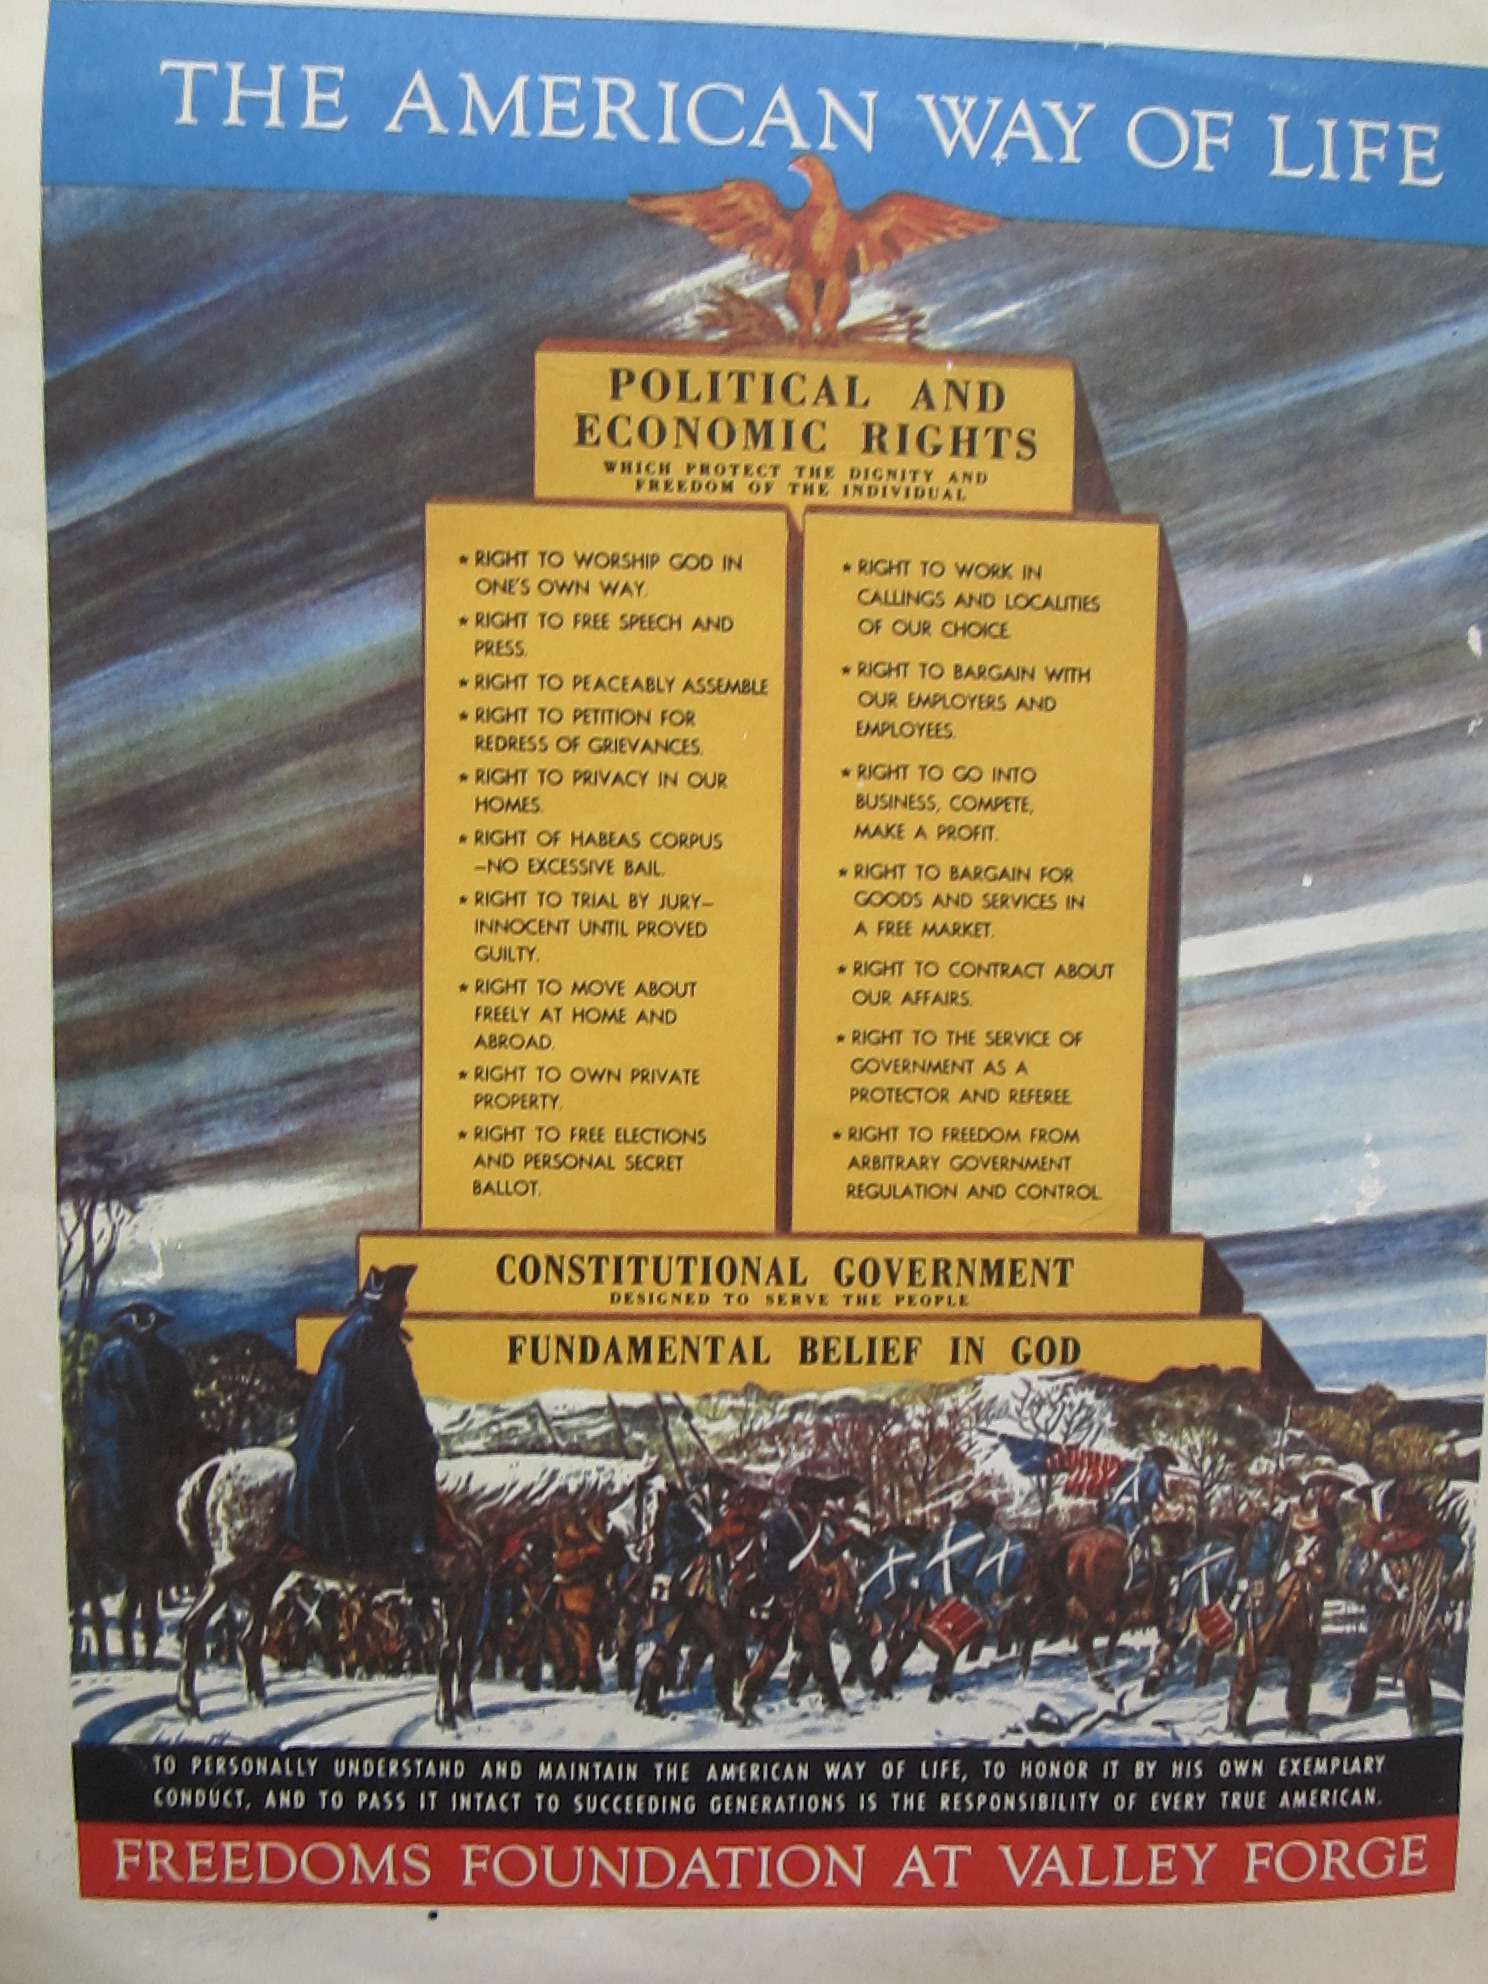 THE AMERICAN WAY OF LIFE
POLITICAL AND
ECONOMIC RIGHTS
WHICH PROTECT THE DIGNITY AND
FREEDOM OF THE INDIVIDUAL
* RIGHT TO WORSHIP GOD IN
ONE'S OWN WAY.
* RIGHT TO FREE SPEECH AND
PRESS.
* RIGHT TO PEACEABLY ASSEMBLE
* RIGHT TO PETITION FOR
REDRESS OF GRIEVANCES.
* RIGHT TO PRIVACY IN OUR
HOMES.
* RIGHT OF HABEAS CORPUS
–NO EXCESSIVE BAIL.
* RIGHT TO TRIAL BY JURY–
INNOCENT UNTIL PROVED
GUILTY.
* RIGHT TO MOVE ABOUT
FREELY AT HOME AND
ABROAD.
* RIGHT TO OWN PRIVATE
PROPERTY.
* RIGHT TO FREE ELECTIONS
AND PERSONAL SECRET
BALLOT.
* RIGHT TO WORK IN
CALLINGS AND LOCALITIES
OF OUR CHOICE
* RIGHT TO BARGAIN WITH
OUR EMPLOYERS AND
EMPLOYEES.
* RIGHT TO GO INTO
BUSINESS, COMPETE,
MAKE A PROFIT.
* RIGHT TO BARGAIN FOR
GOODS AND SERVICES IN
A FREE MARKET.
* RIGHT TO CONTRACT ABOUT
OUR AFFAIRS.
* RIGHT TO THE SERVICE OF
GOVERNMENT AS A
PROTECTOR AND REFEREE
* RIGHT TO FREEDOM FROM
ARBITRARY GOVERNMENT
REGULATION AND CONTROL
CONSTITUTIONAL GOVERNMENT
DESIGNED TO SERVE THE PEOPLE
FUNDAMENTAL BELIEF IN GOD
TO PERSONALLY UNDERSTAND AND MAINTAIN THE AMERICAN WAY OF LIFE, TO HONOR IT BY HIS OWN EXEMPLARY
CONDUCT, AND TO PASS IT INTACT TO SUCCEEDING GENERATIONS IS THE RESPONSIBILITY OF EVERY TRUE AMERICAN.
FREEDOMS FOUNDATION AT VALLEY FORGE